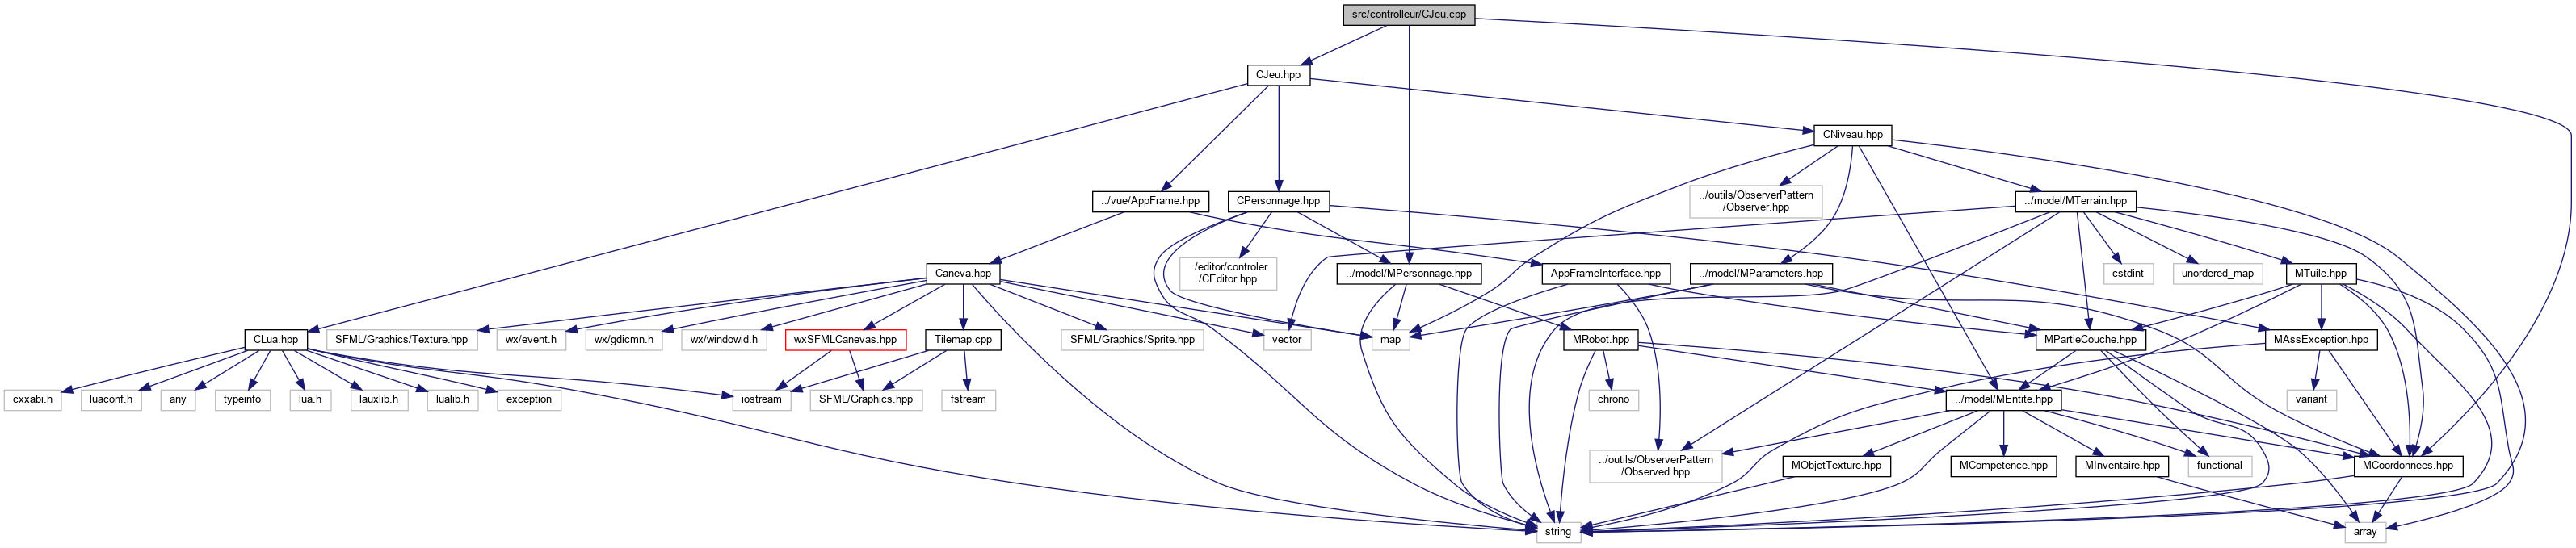 src/controlleur/CJeu.cpp
CJeu.hpp
CNiveau.hpp
../vue/AppFrame.hpp
CPersonnage.hpp
../outils/ObserverPattern
/Observer.hpp
../model/MTerrain.hpp
Caneva.hpp
../editor/controler
/CEditor.hpp
../model/MPersonnage.hpp
AppFrameInterface.hpp
../model/MParameters.hpp
cstdint
unordered_map
MTuile.hpp
CLua.hpp
SFML/Graphics/Texture.hpp
wx/event.h
wx/gdicmn.h
wx/windowid.h
wxSFMLCanevas.hpp
Tilemap.cpp
SFML/Graphics/Sprite.hpp
vector
map
MRobot.hpp
MPartieCouche.hpp
MAssException.hpp
cxxabi.h
luaconf.h
any
typeinfo
lua.h
lauxlib.h
lualib.h
exception
iostream
SFML/Graphics.hpp
fstream
chrono
../model/MEntite.hpp
variant
../outils/ObserverPattern
/Observed.hpp
MObjetTexture.hpp
MCompetence.hpp
MInventaire.hpp
functional
MCoordonnees.hpp
string
array